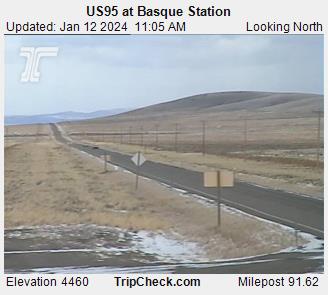 US95 at Basque Station
Updated: Jan 12 2024 11:05 AM Looking North
Elevation 4460 TripCheck.com Milepost 91.62